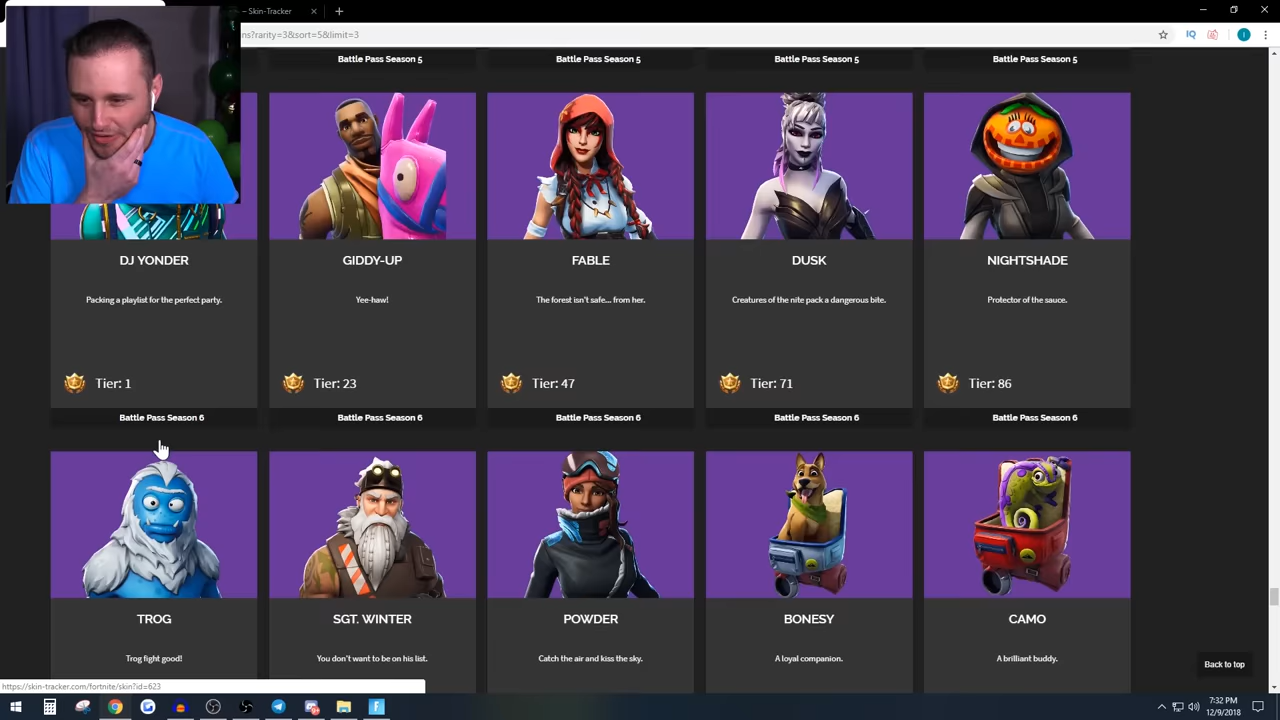 – Skin-Tracker
ns?rarity=3&sort=5&limit=3
IQ
I
Battle Pass Season 5
Battle Pass Season 5
Battle Pass Season 5
Battle Pass Season 5
DJ YONDER
GIDDY-UP
FABLE
DUSK
NIGHTSHADE
Packing a playlist for the perfect party.
Yee-haw!
The forest isn't safe... from her.
Creatures of the nite pack a dangerous bite.
Protector of the sauce.
Tier: 1
Tier: 23
Tier: 47
Tier: 71
Tier: 86
Battle Pass Season 6
Battle Pass Season 6
Battle Pass Season 6
Battle Pass Season 6
Battle Pass Season 6
TROG
SGT. WINTER
POWDER
BONESY
CAMO
Trog fight good!
You don't want to be on his list.
Catch the air and kiss the sky.
A loyal companion.
A brilliant buddy.
Back to top
https://skin-tracker.com/fortnite/skin?id=623
7:32 PM
12/9/2018